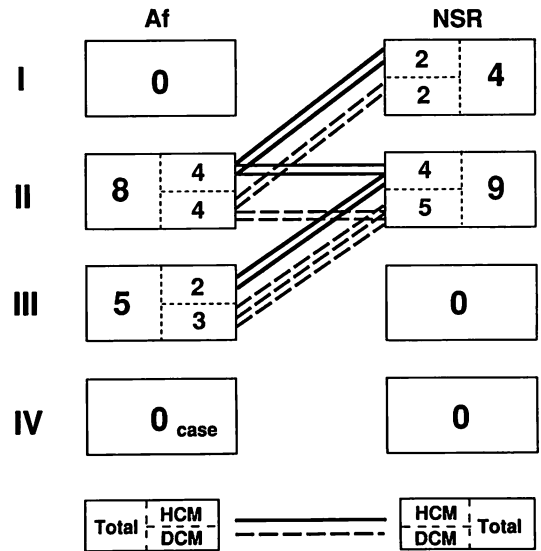 Af NSR
I 0 2 4
2
II 8 4 4 9
4 5
III 5 2 0
3
IV 0 case 0
Total HCM HCM Total
DCM DCM